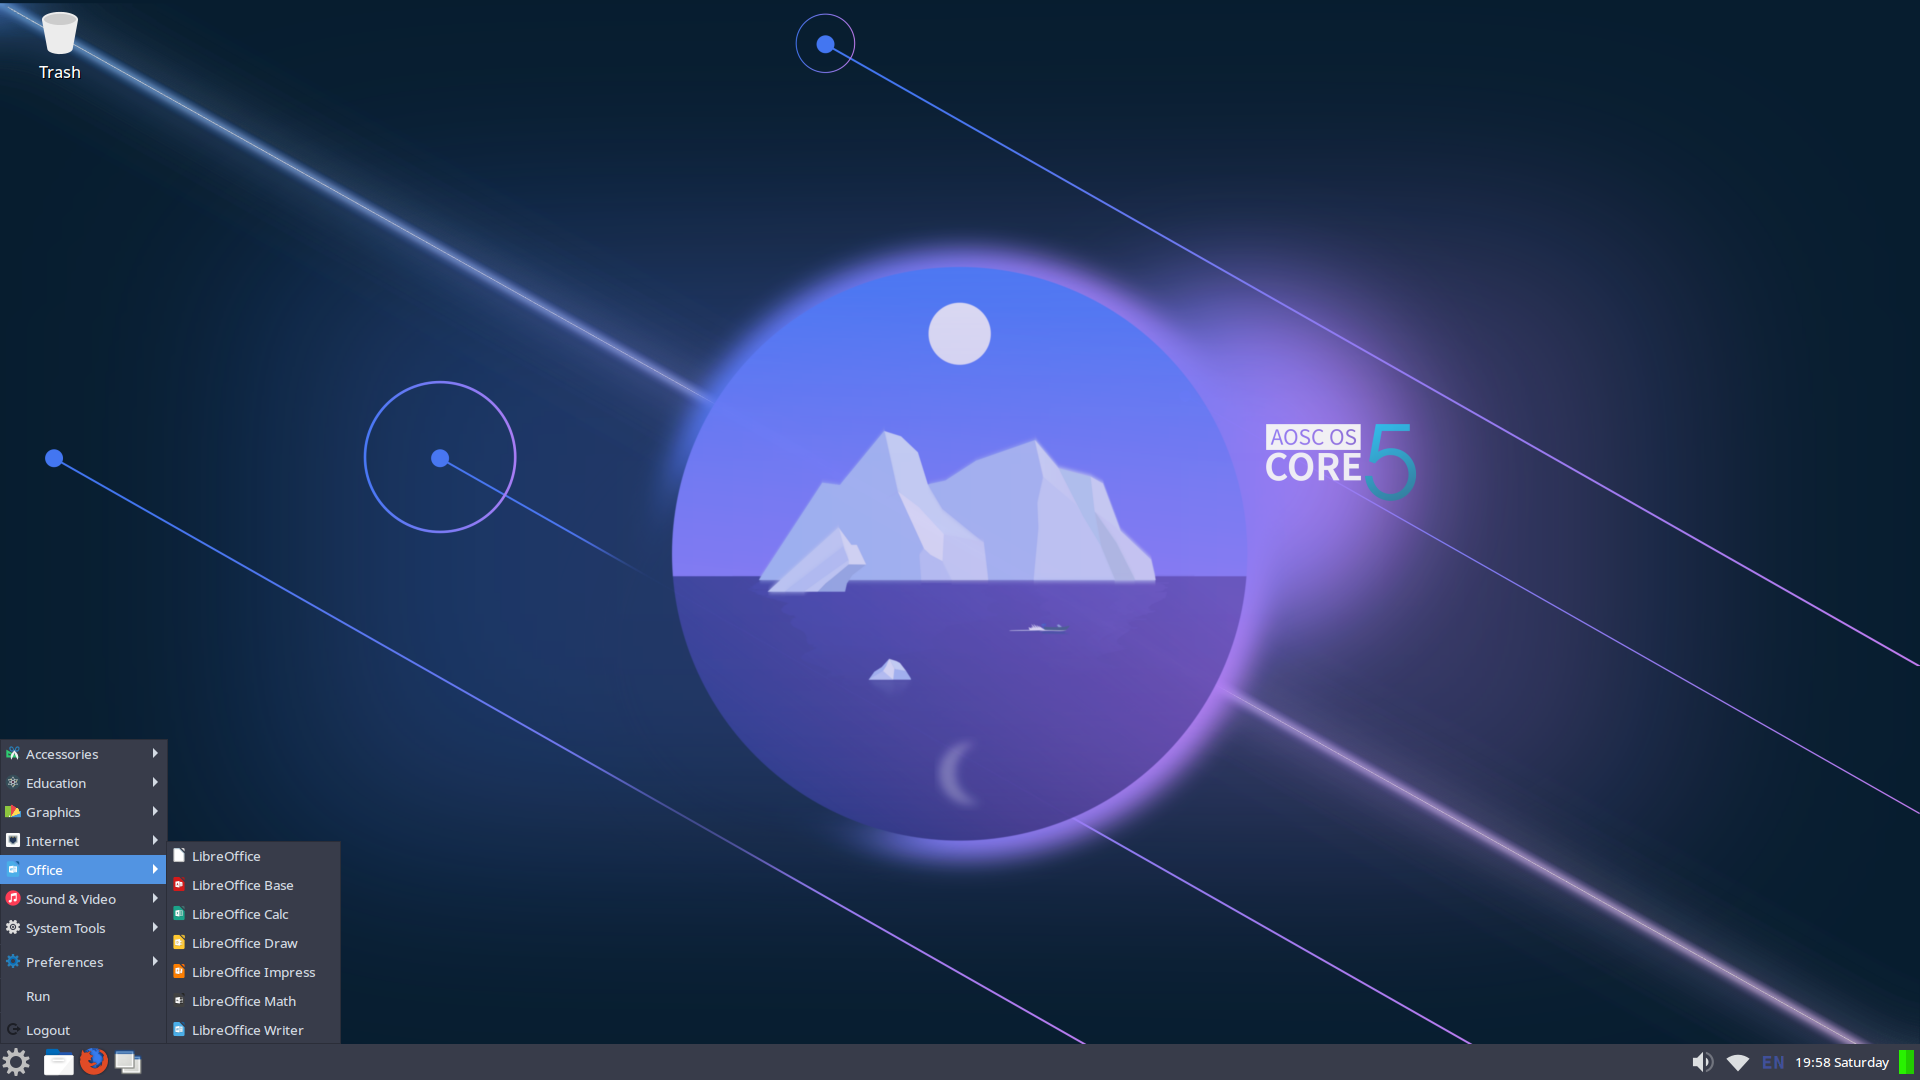 Trash
AOSC OS
CORE 5
Accessories
Education
Graphics
Internet
Office
Sound & Video
System Tools
Preferences
Run
Logout
LibreOffice
LibreOffice Base
LibreOffice Calc
LibreOffice Draw
LibreOffice Impress
LibreOffice Math
LibreOffice Writer
EN
19:58 Saturday